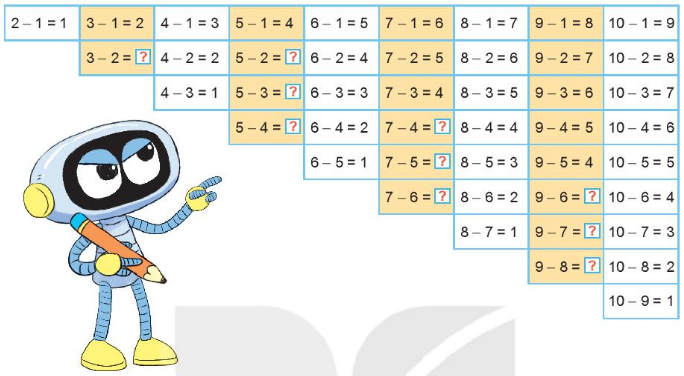 2 – 1 = 1 3 – 1 = 2 4 – 1 = 3 5 – 1 = 4 6 – 1 = 5 7 – 1 = 6 8 – 1 = 7 9 – 1 = 8 10 – 1 = 9
3 – 2 = ? 4 – 2 = 2 5 – 2 = ? 6 – 2 = 4 7 – 2 = 5 8 – 2 = 6 9 – 2 = 7 10 – 2 = 8
4 – 3 = 1 5 – 3 = ? 6 – 3 = 3 7 – 3 = 4 8 – 3 = 5 9 – 3 = 6 10 – 3 = 7
5 – 4 = ? 6 – 4 = 2 7 – 4 = ? 8 – 4 = 4 9 – 4 = 5 10 – 4 = 6
6 – 5 = 1 7 – 5 = ? 8 – 5 = 3 9 – 5 = 4 10 – 5 = 5
7 – 6 = ? 8 – 6 = 2 9 – 6 = ? 10 – 6 = 4
8 – 7 = 1 9 – 7 = ? 10 – 7 = 3
9 – 8 = ? 10 – 8 = 2
10 – 9 = 1